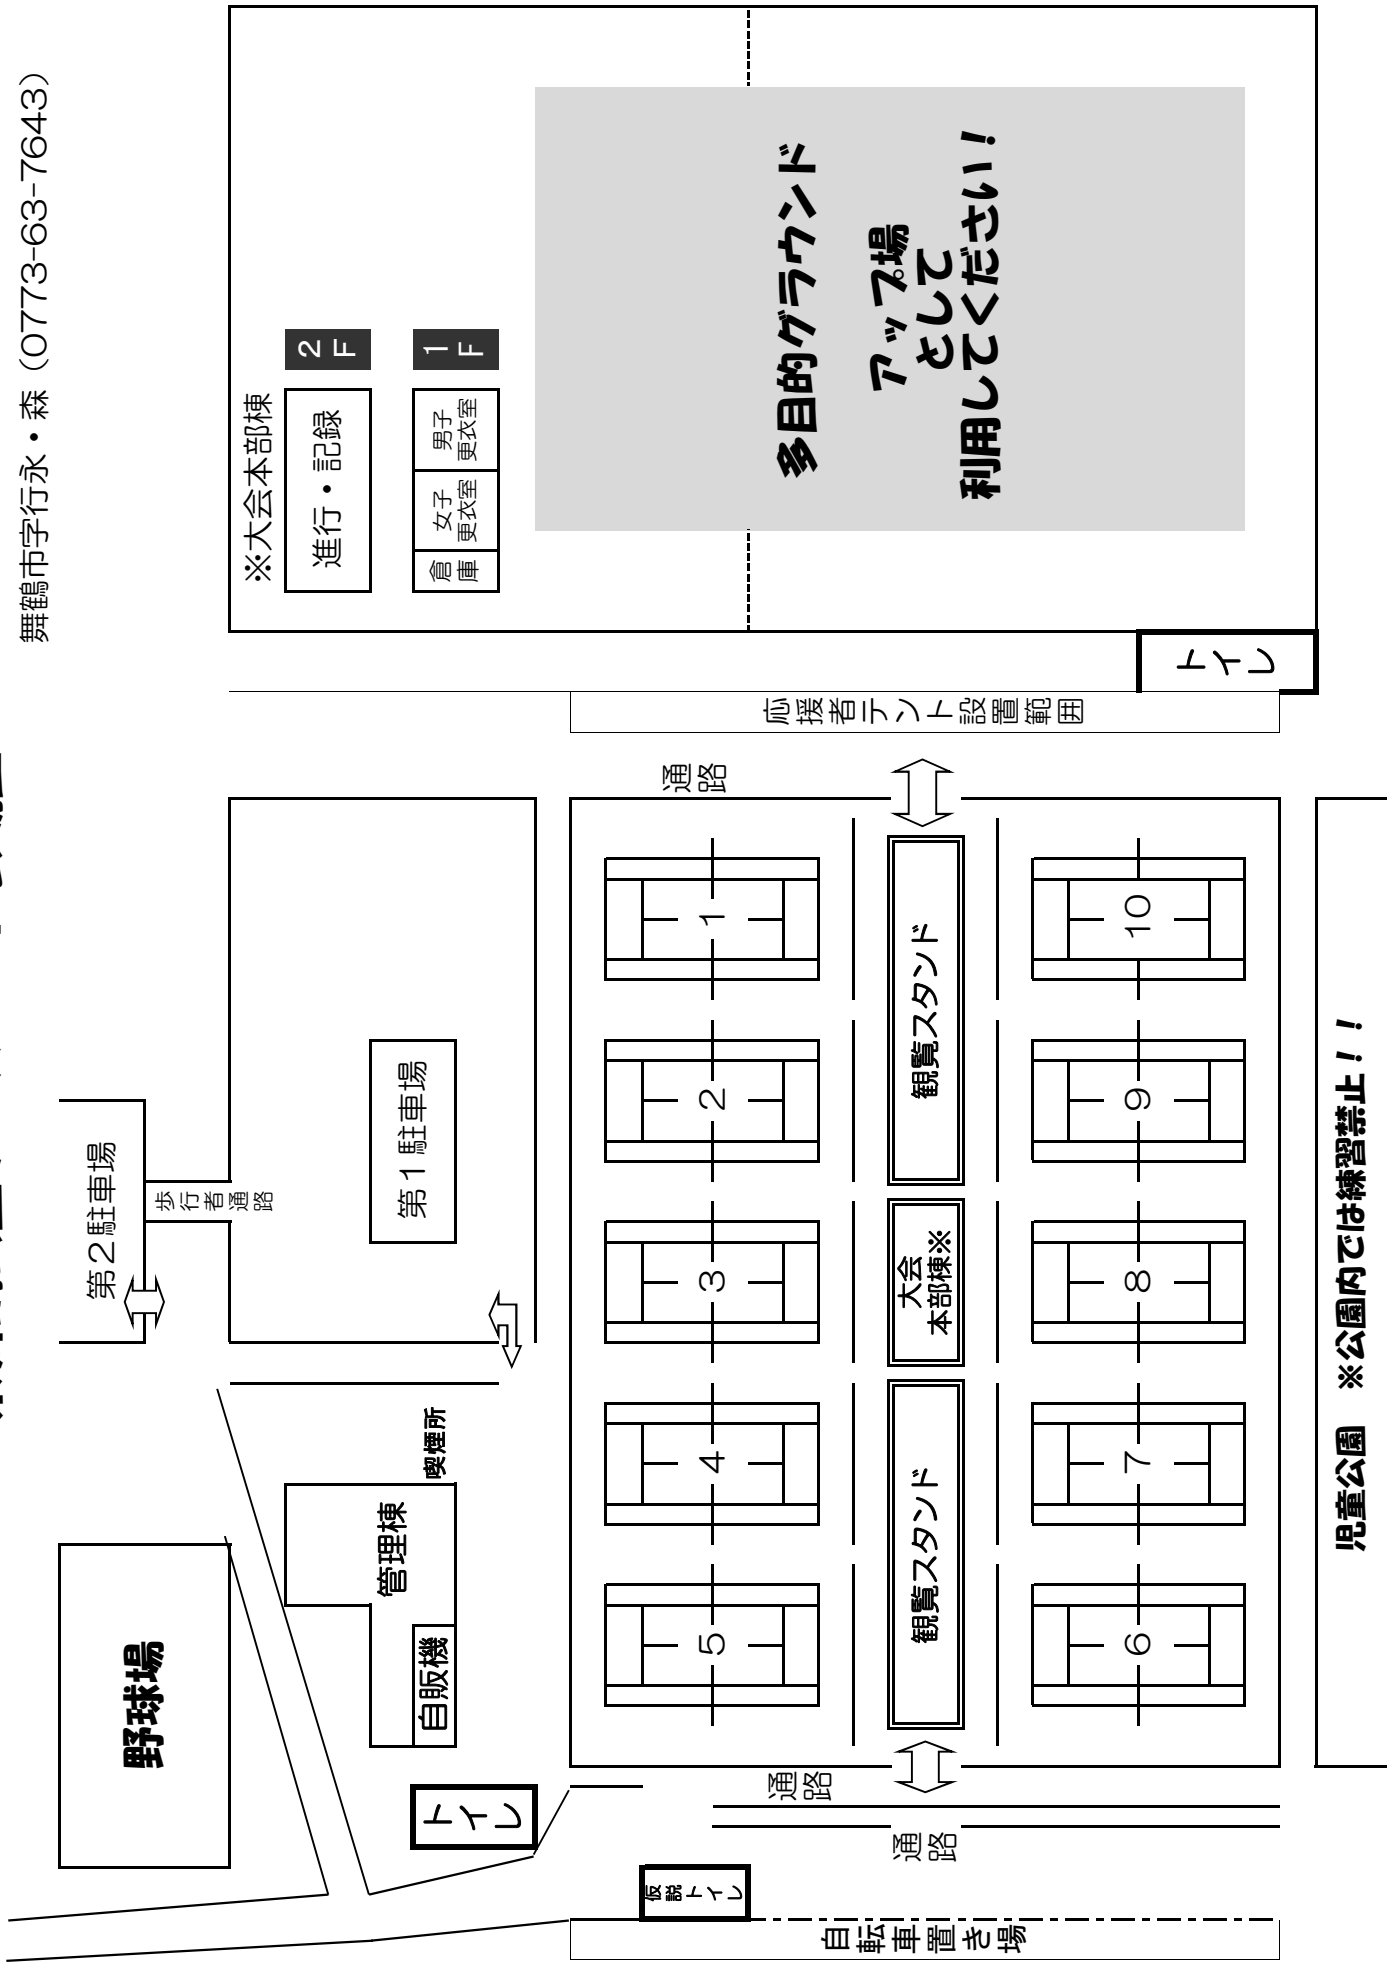 舞鶴市字行永・森（0773-63-7643）
野球場
第２駐車場
歩行者通路
第１駐車場
※大会本部棟
進行・記録
２F
倉庫
女子
更衣室
男子
更衣室
１F
管理棟
喫煙所
自販機
トイレ
仮設トイレ
自転車置き場
通路
通路
通路
5
4
3
2
1
観覧スタンド
大会
本部棟※
観覧スタンド
6
7
8
9
10
応援者テント設置範囲
トイレ
多目的グラウンド
アップ場
として
利用してください！
児童公園　※公園内では練習禁止！！